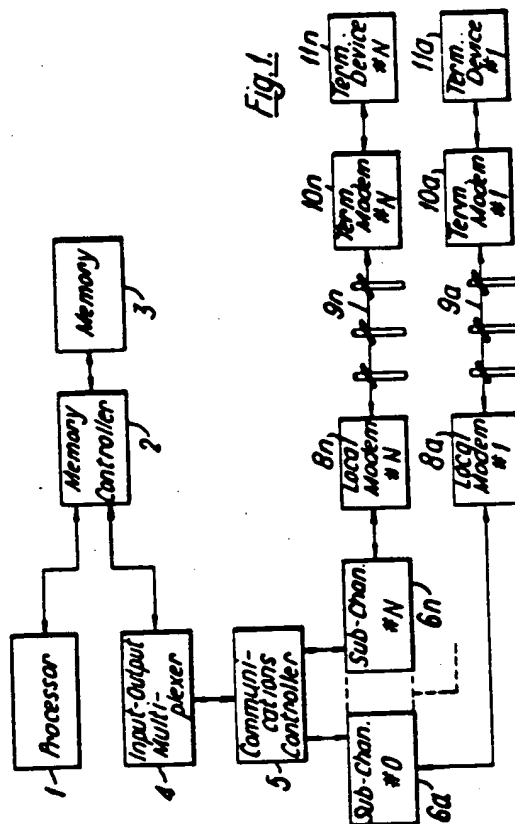 Fig.1.
Processor
1
Memory
Controller
2
Memory
3
Input-Output
Multi-
plexer
4
Communi-
cations
Controller
5
Sub-Chan.
#0
6a
Sub-Chan.
#N
6n
8n
Local
Modem
#N
9n
10n
Term.
Modem
#N
11n
Term.
Device
#N
8a
Local
Modem
#1
9a
10a
Term.
Modem
#1
11a
Term.
Device
#1